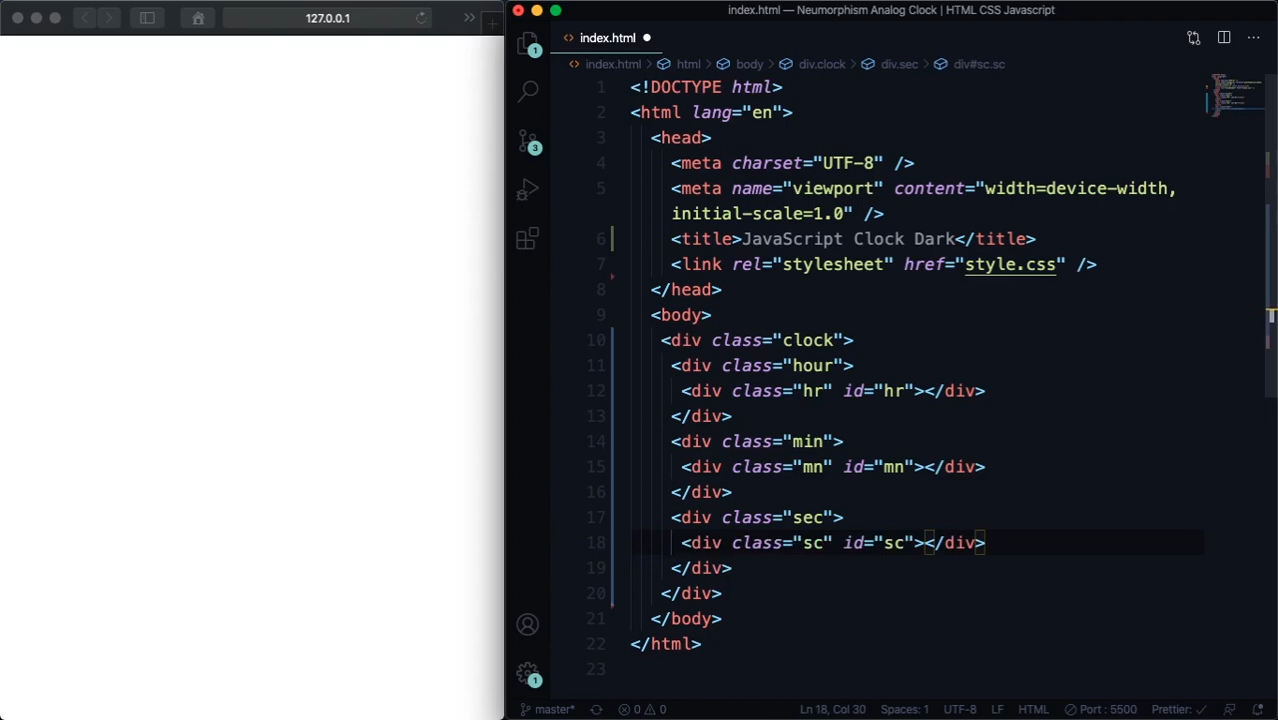 127.0.0.1
index.html — Neumorphism Analog Clock | HTML CSS Javascript
index.html
index.html > html > body > div.clock > div.sec > div#sc.sc
1 <!DOCTYPE html>
2 <html lang="en">
3 <head>
4 <meta charset="UTF-8" />
5 <meta name="viewport" content="width=device-width,
initial-scale=1.0" />
6 <title>JavaScript Clock Dark</title>
7 <link rel="stylesheet" href="style.css" />
8 </head>
9 <body>
10 <div class="clock">
11 <div class="hour">
12 <div class="hr" id="hr"></div>
13 </div>
14 <div class="min">
15 <div class="mn" id="mn"></div>
16 </div>
17 <div class="sec">
18 <div class="sc" id="sc"></div>
19 </div>
20 </div>
21 </body>
22 </html>
23
1
3
1
master* 0 0 Ln 18, Col 30 Spaces: 1 UTF-8 LF HTML Port : 5500 Prettier: ✓